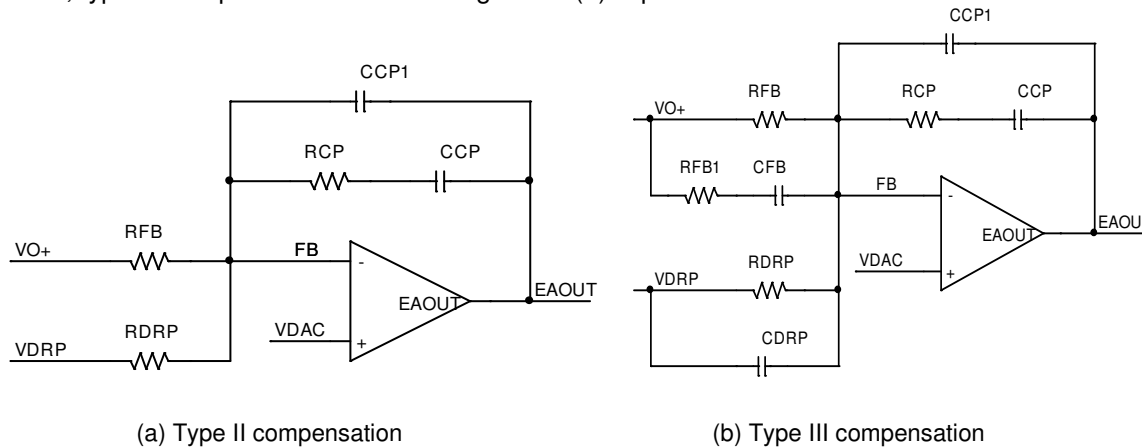 CCP1
RCP
CCP
RFB
VO+
FB
-
EAOUT
EAOUT
VDAC
+
RDRP
VDRP
(a) Type II compensation
CCP1
RFB
RCP
CCP
VO+
RFB1
CFB
FB
-
EAOUT
EAOU
RDRP
VDAC
+
VDRP
CDRP
(b) Type III compensation